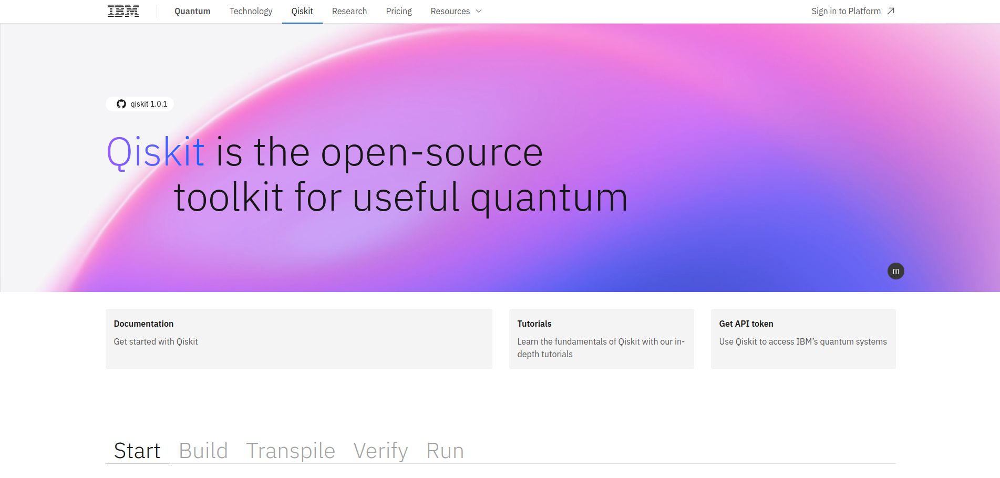 IBM Quantum Technology Qiskit Research Pricing Resources Sign in to Platform
qiskit 1.0.1
Qiskit is the open-source
toolkit for useful quantum
Documentation
Get started with Qiskit
Tutorials
Learn the fundamentals of Qiskit with our in-
depth tutorials
Get API token
Use Qiskit to access IBM’s quantum systems
Start Build Transpile Verify Run